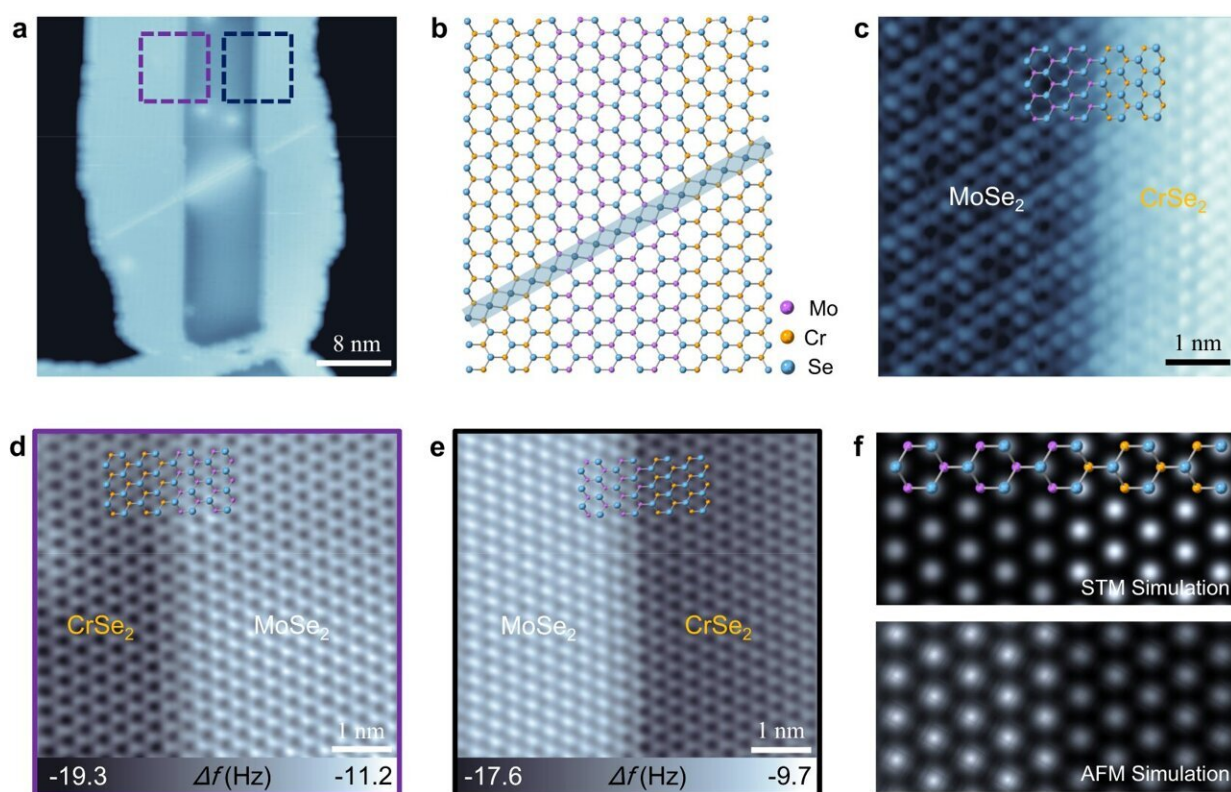 a
8 nm
b
Mo
Cr
Se
c
MoSe2
CrSe2
1 nm
d
CrSe2
MoSe2
1 nm
-19.3 Δf (Hz) -11.2
e
MoSe2
CrSe2
1 nm
-17.6 Δf (Hz) -9.7
f
STM Simulation
AFM Simulation